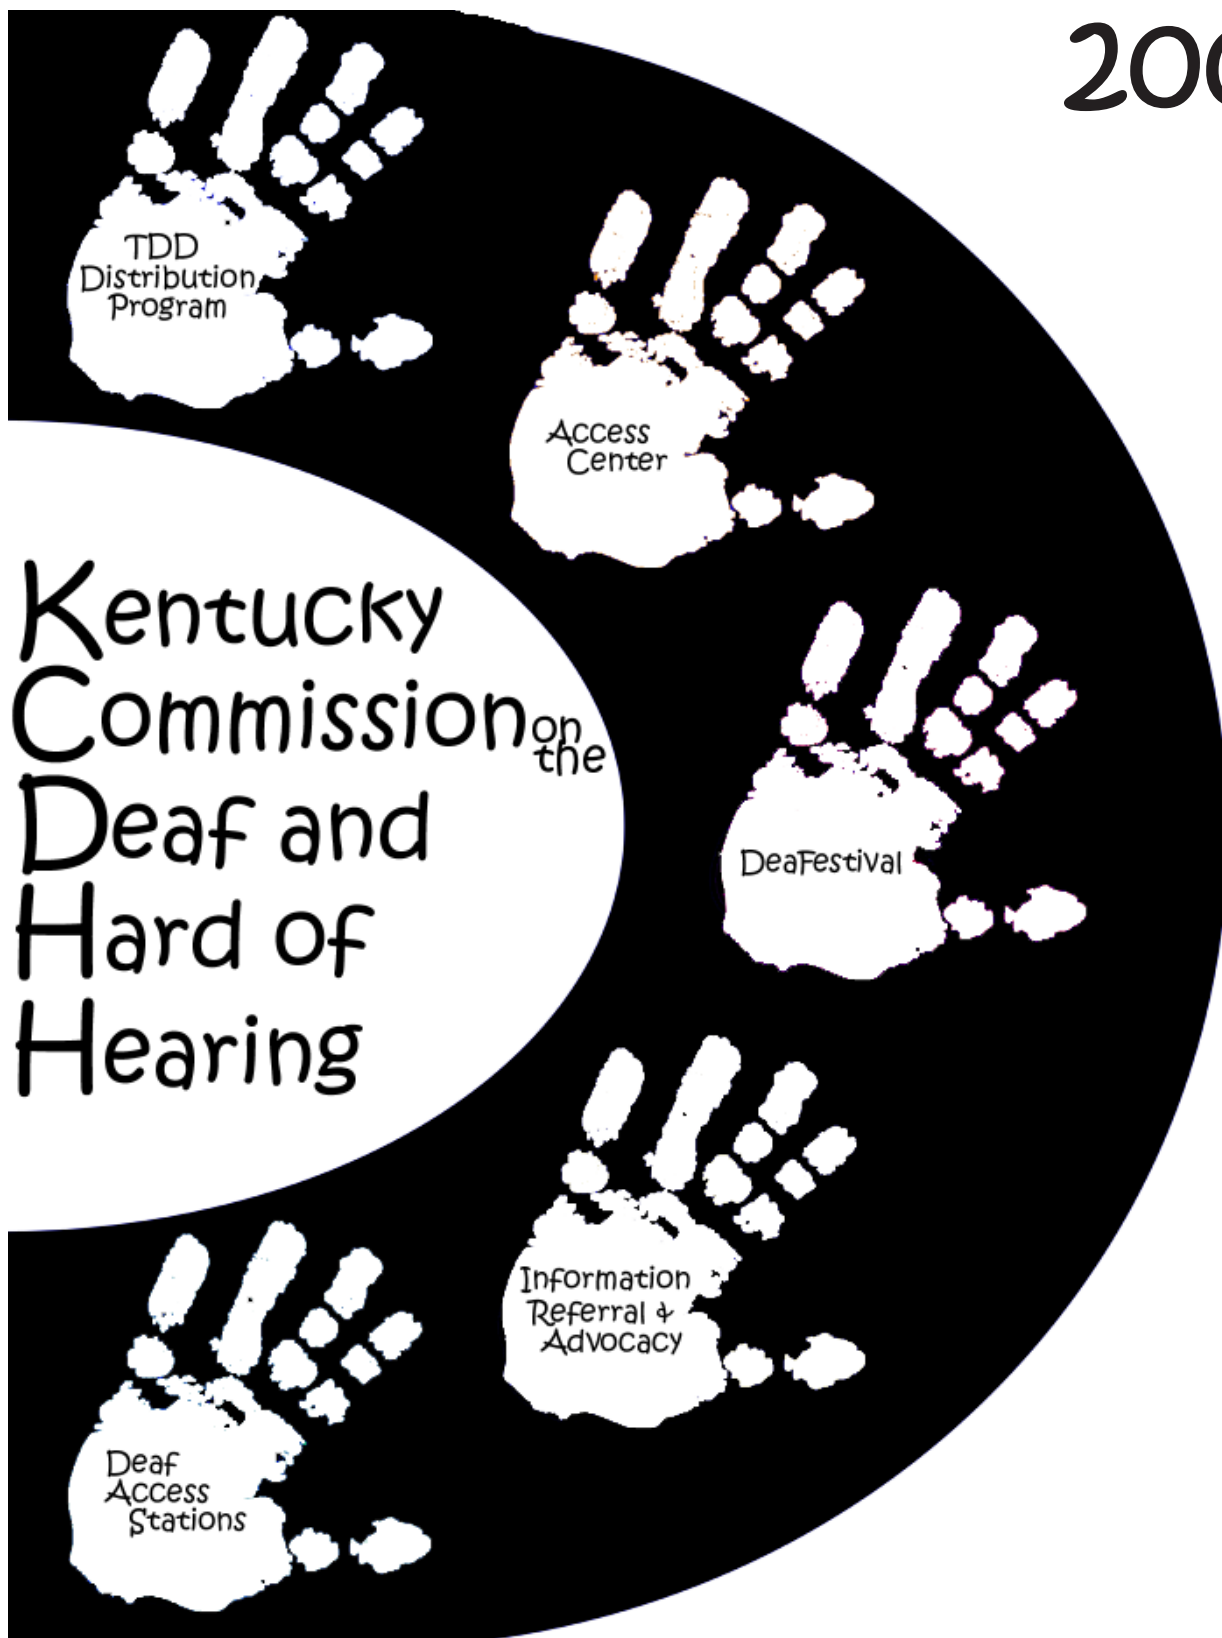 TDD
Distribution
Program
Access
Center
Kentucky
Commission on
the
Deaf and
Hard of
Hearing
DeaFestival
Information
Referral &
Advocacy
Deaf
Access
Stations